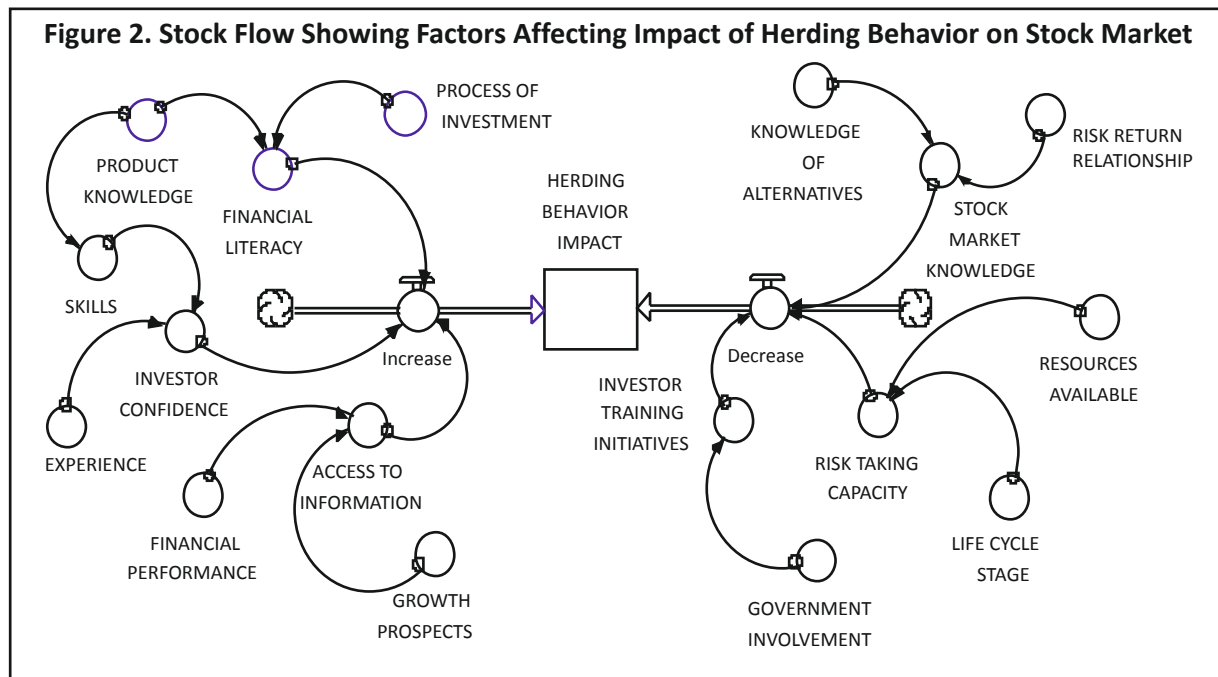 Figure 2. Stock Flow Showing Factors Affecting Impact of Herding Behavior on Stock Market
PROCESS OF
INVESTMENT
PRODUCT
KNOWLEDGE
FINANCIAL
LITERACY
SKILLS
INVESTOR
CONFIDENCE
EXPERIENCE
Increase
ACCESS TO
INFORMATION
FINANCIAL
PERFORMANCE
GROWTH
PROSPECTS
HERDING
BEHAVIOR
IMPACT
KNOWLEDGE
OF
ALTERNATIVES
RISK RETURN
RELATIONSHIP
STOCK
MARKET
KNOWLEDGE
Decrease
INVESTOR
TRAINING
INITIATIVES
RESOURCES
AVAILABLE
RISK TAKING
CAPACITY
LIFE CYCLE
STAGE
GOVERNMENT
INVOLVEMENT